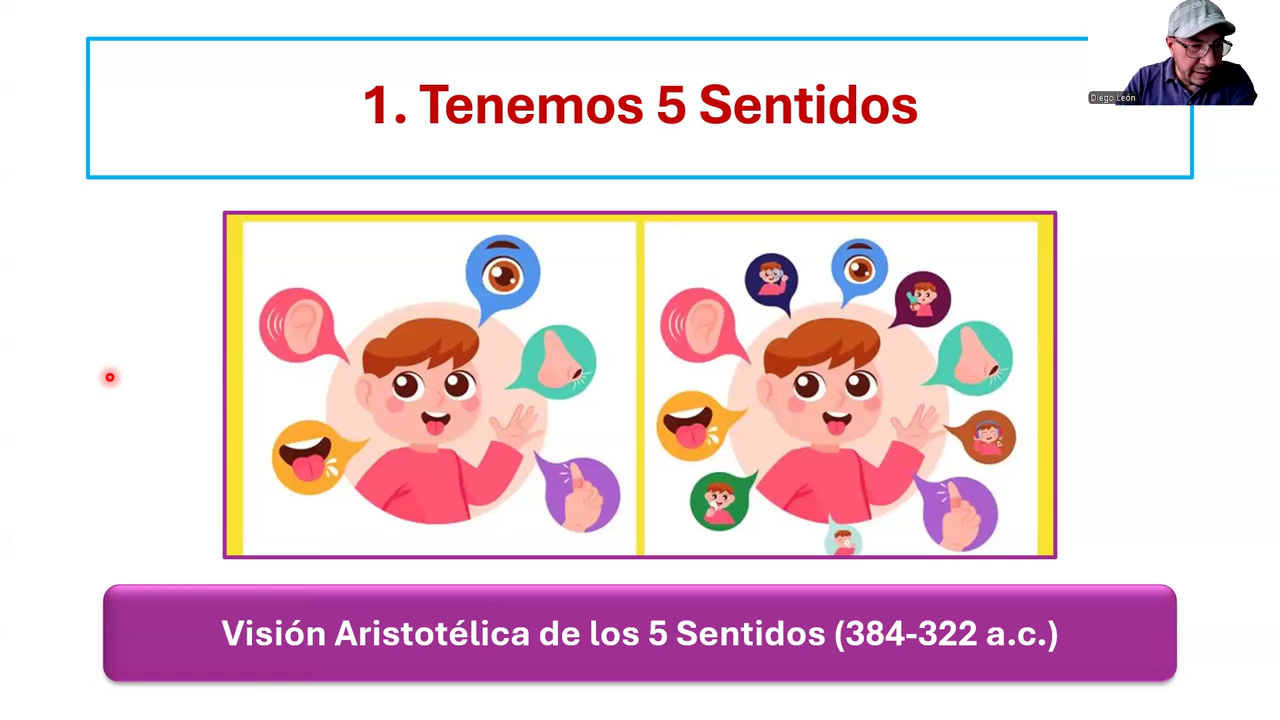 1. Tenemos 5 Sentidos
Diego León
Visión Aristotélica de los 5 Sentidos (384-322 a.c.)